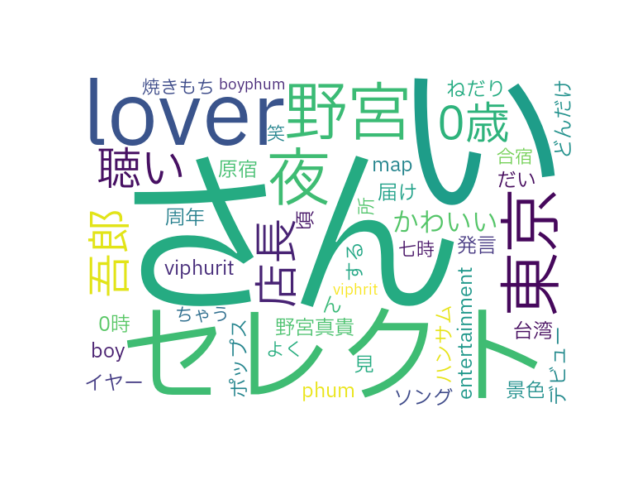 焼きもち
boyphum
ねだり
どんだけ
lover
笑
野宮
0歳
い
聴い
原宿
夜
map
合宿
だい
届け
さん
周年
所
かわいい
東京
吾郎
店長
頃
七時
発言
viphurit
する
viphrit
entertainment
ん
0時
ちゃう
野宮真貴
ハンサム
台湾
セレクト
boy
ポップス
よく
見
デビュー
イヤー
phum
ソング
景色